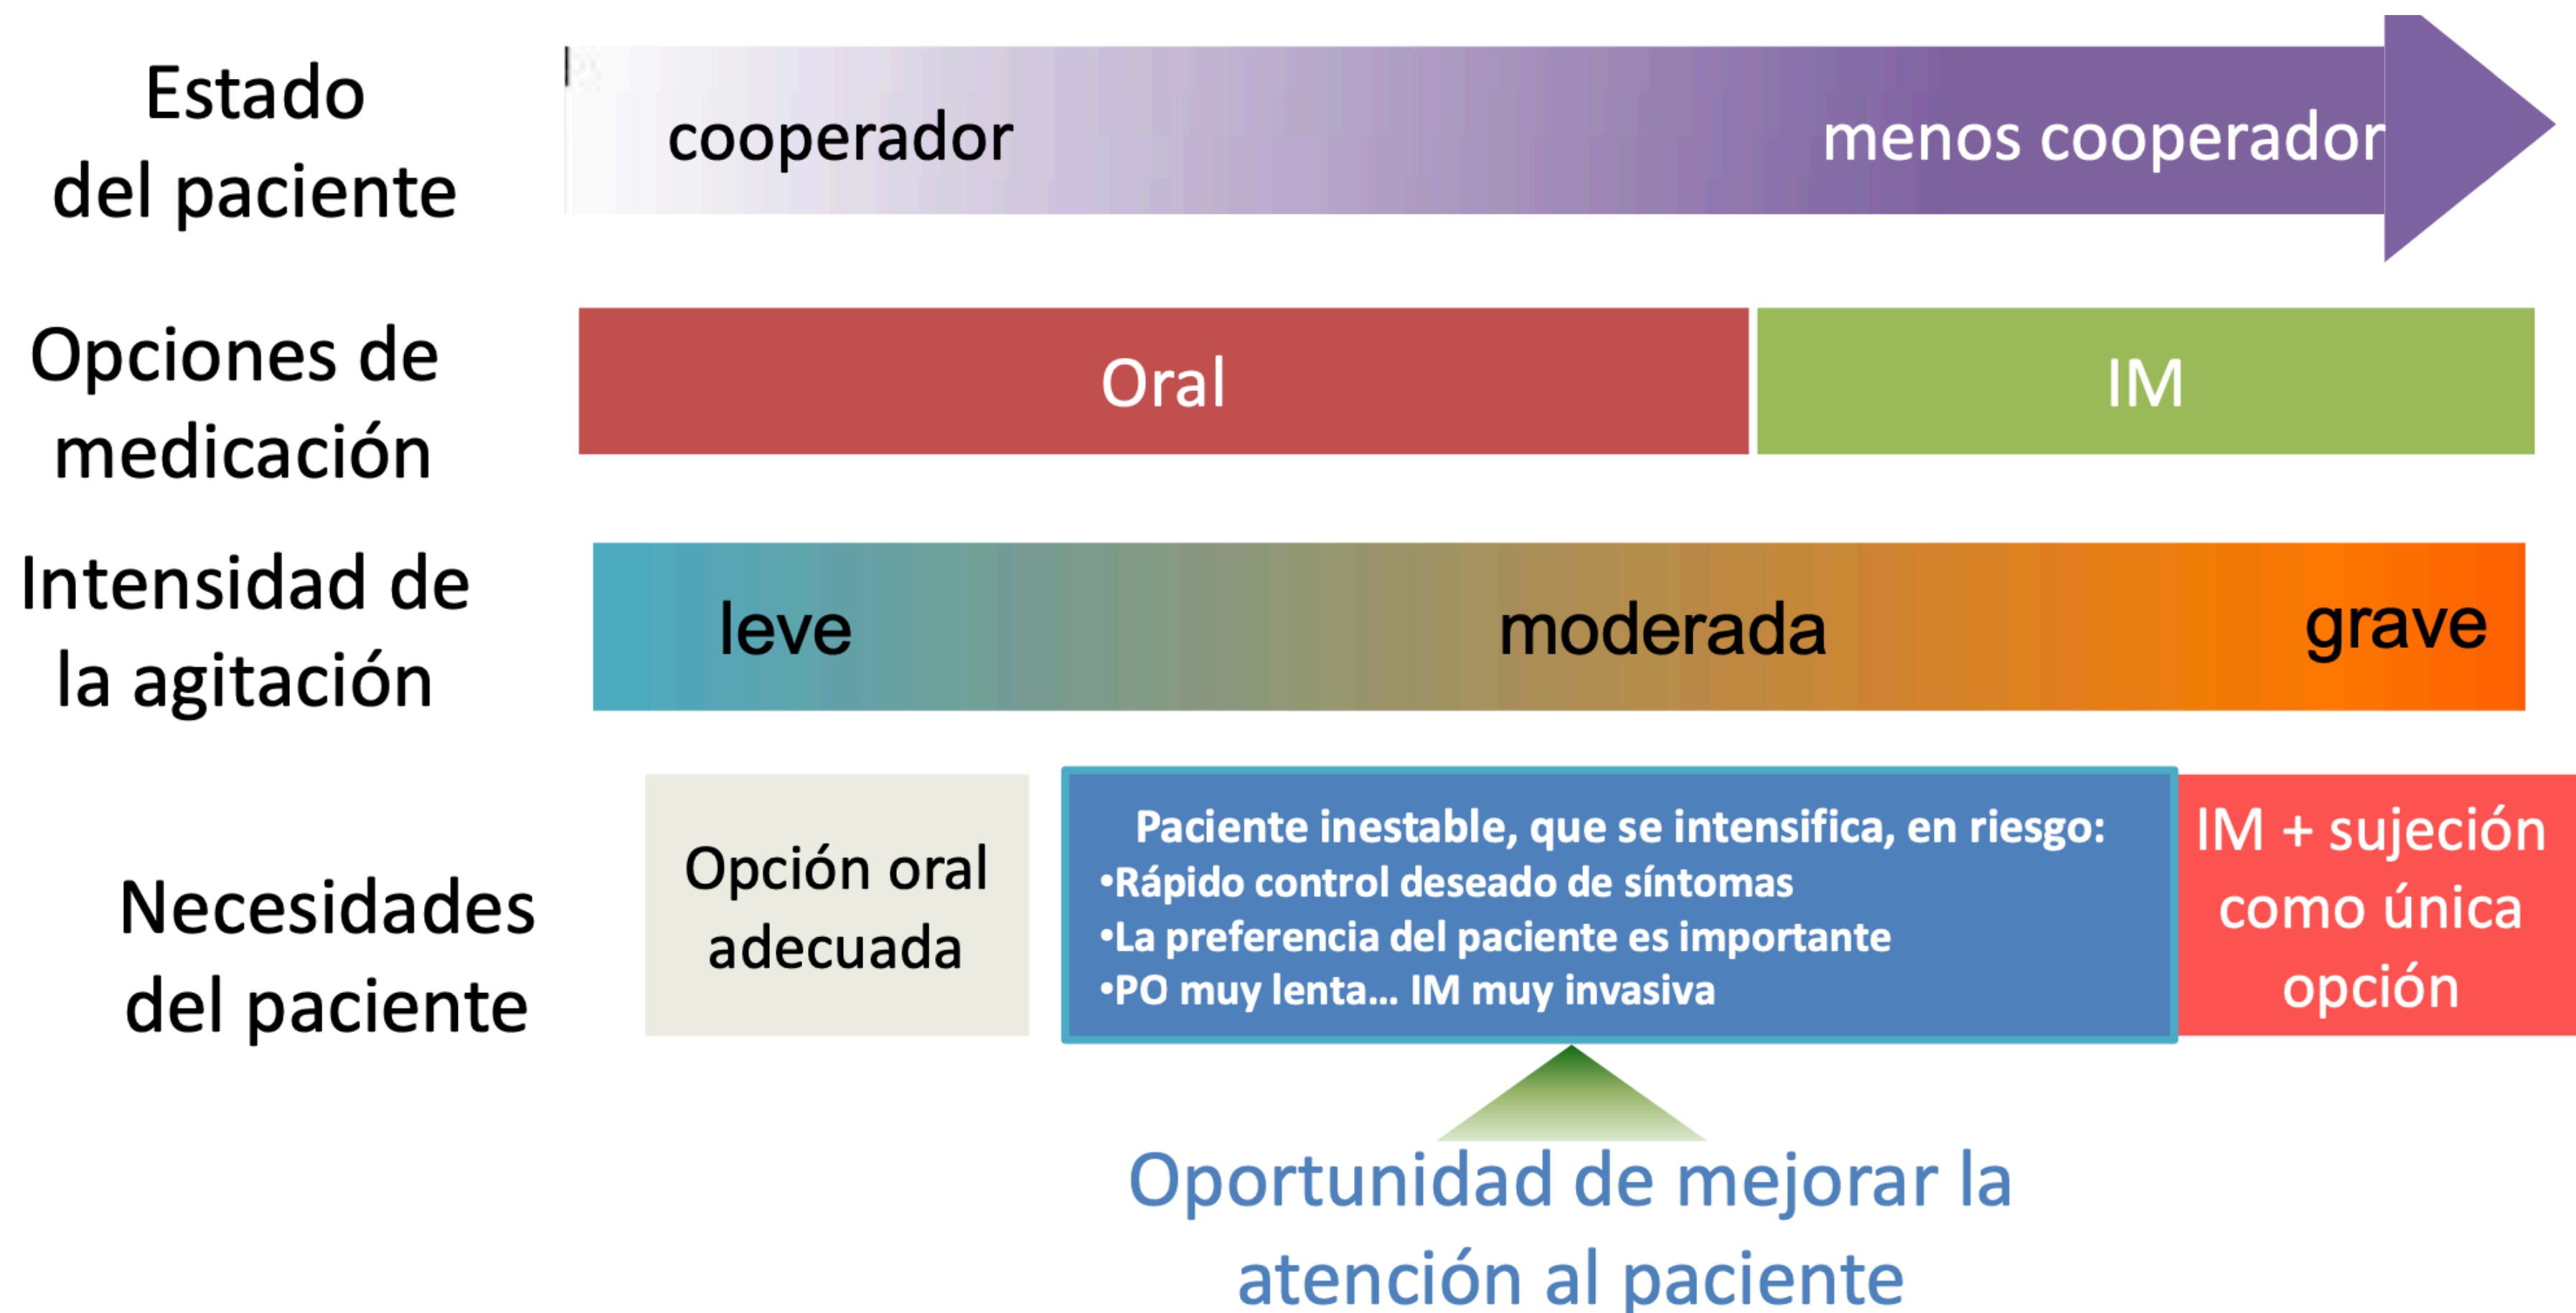 Estado
del paciente
cooperador
menos cooperador
Opciones de
medicación
Oral
IM
Intensidad de
la agitación
leve
moderada
grave
Necesidades
del paciente
Opción oral
adecuada
Paciente inestable, que se intensifica, en riesgo:
•Rápido control deseado de síntomas
•La preferencia del paciente es importante
•PO muy lenta... IM muy invasiva
IM + sujeción
como única
opción
Oportunidad de mejorar la
atención al paciente